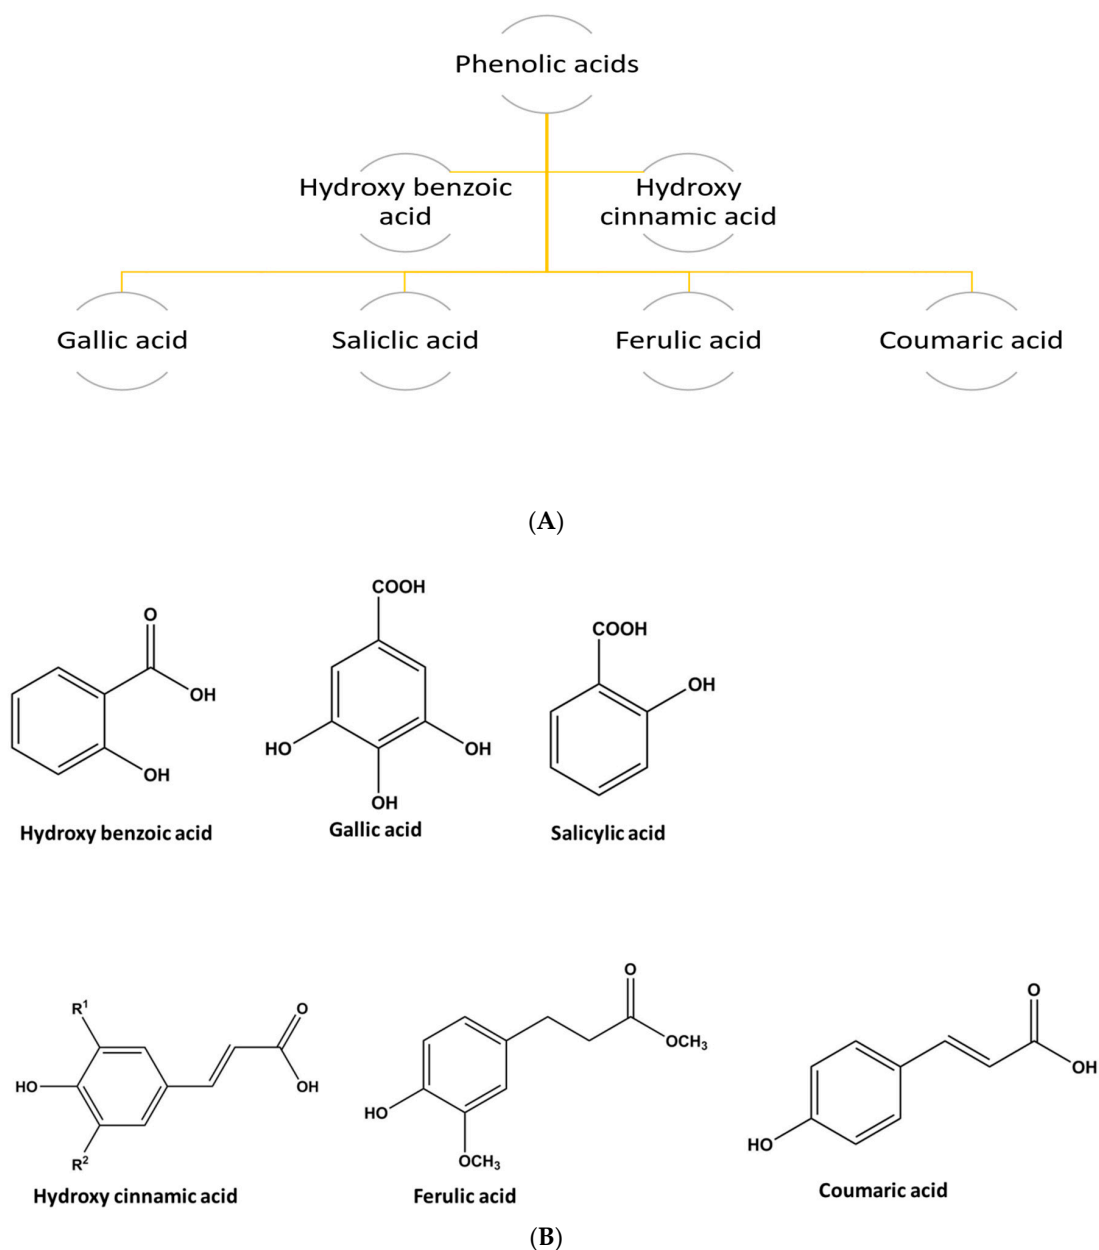 Phenolic acids
Hydroxy benzoic
acid
Hydroxy
cinnamic acid
Gallic acid
Saliclic acid
Ferulic acid
Coumaric acid
(A)
O
OH
OH
Hydroxy benzoic acid
COOH
HO
OH
OH
Gallic acid
COOH
OH
Salicylic acid
R¹
O
HO
OH
R²
Hydroxy cinnamic acid
O
OCH₃
HO
OCH₃
Ferulic acid
O
OH
HO
Coumaric acid
(B)